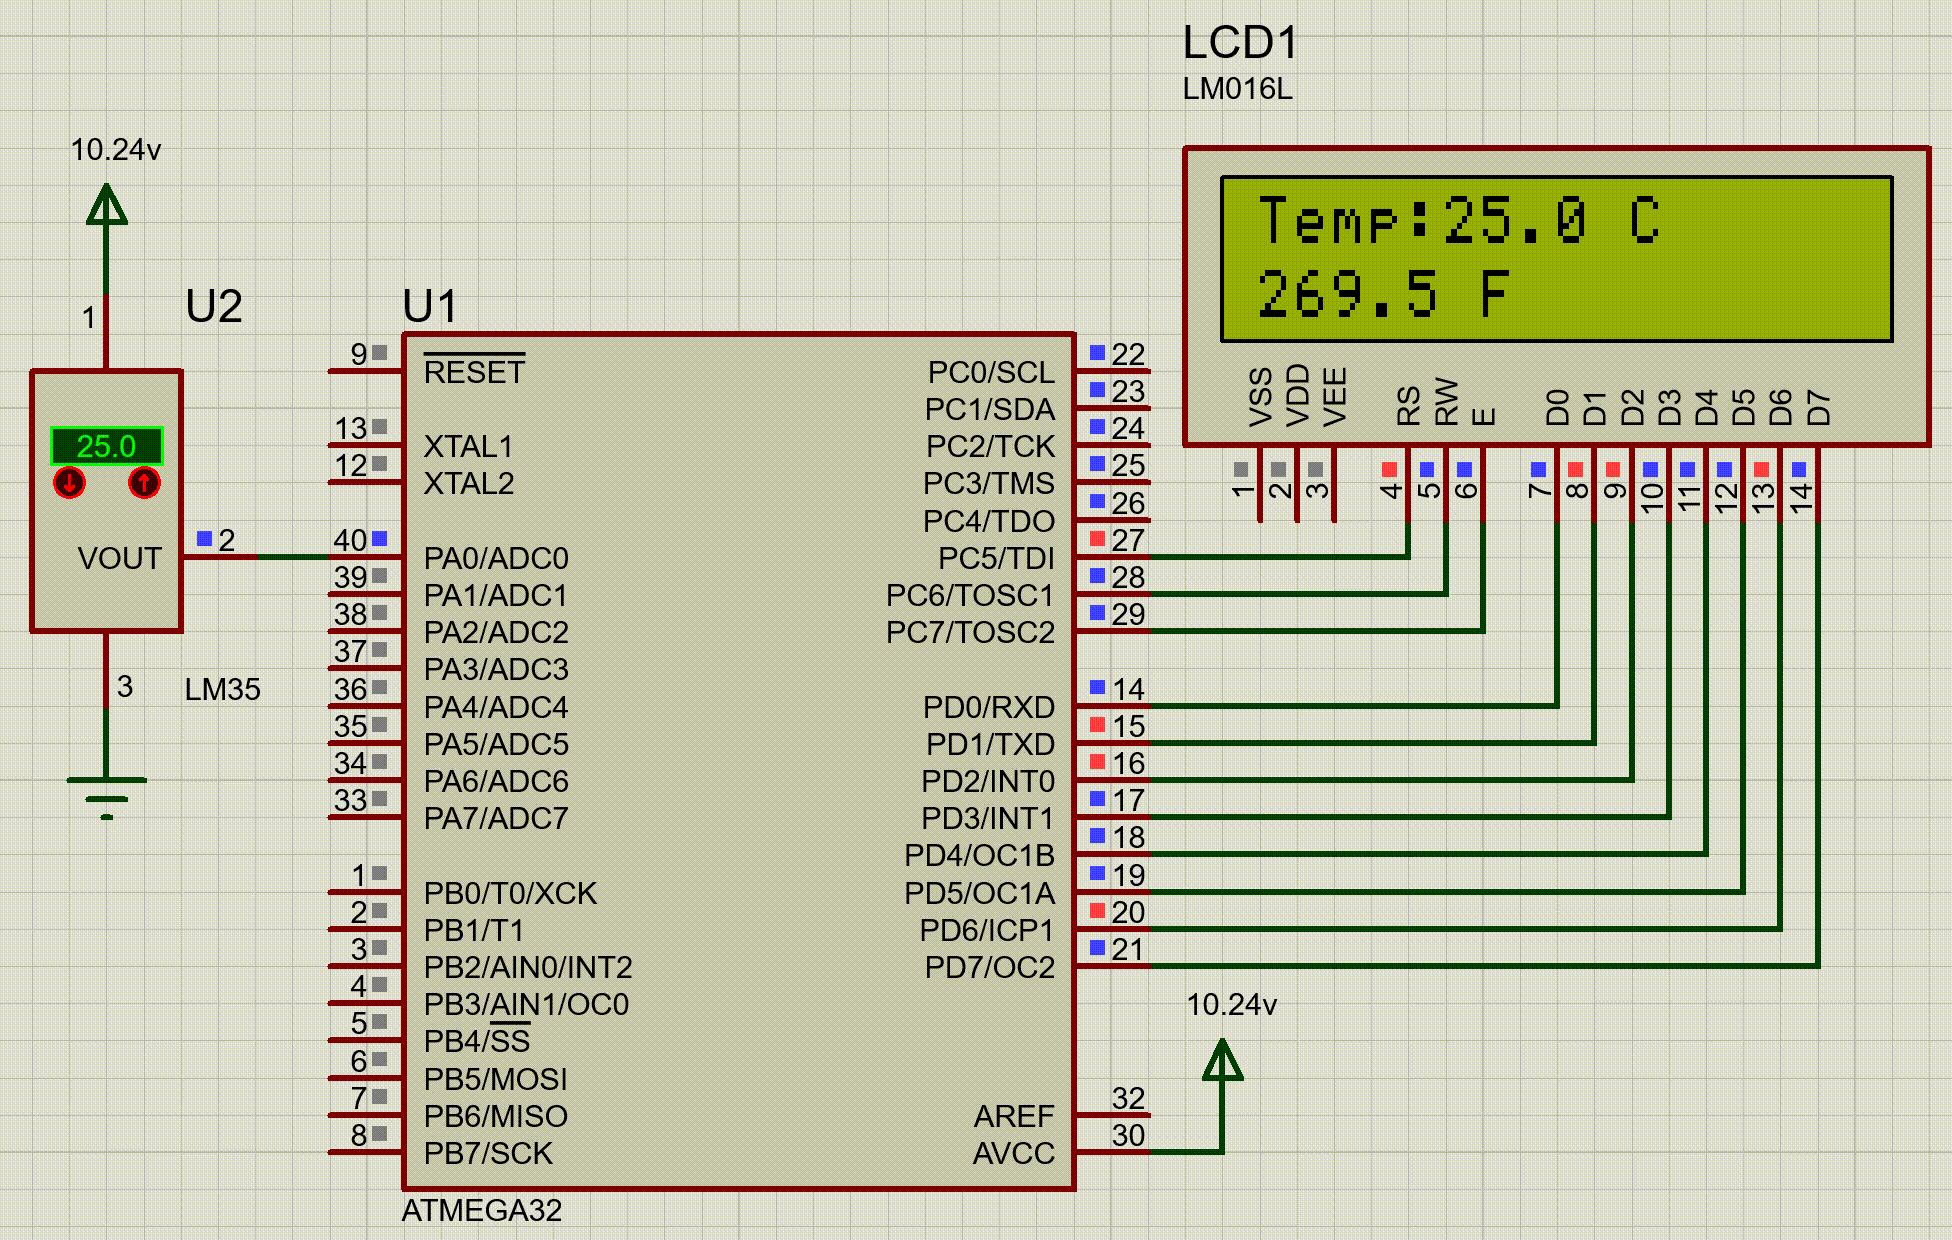 LCD1
LM016L
10.24v
Temp:25.0 C
269.5 F
VSS
VDD
VEE
RS
RW
E
D0
D1
D2
D3
D4
D5
D6
D7
1
2
3
4
5
6
7
8
9
10
11
12
13
14
1
U2
25.0
2
VOUT
3
LM35
U1
9 RESET
13 XTAL1
12 XTAL2
40 PA0/ADC0
39 PA1/ADC1
38 PA2/ADC2
37 PA3/ADC3
36 PA4/ADC4
35 PA5/ADC5
34 PA6/ADC6
33 PA7/ADC7
1 PB0/T0/XCK
2 PB1/T1
3 PB2/AIN0/INT2
4 PB3/AIN1/OC0
5 PB4/SS
6 PB5/MOSI
7 PB6/MISO
8 PB7/SCK
PC0/SCL 22
PC1/SDA 23
PC2/TCK 24
PC3/TMS 25
PC4/TDO 26
PC5/TDI 27
PC6/TOSC1 28
PC7/TOSC2 29
PD0/RXD 14
PD1/TXD 15
PD2/INT0 16
PD3/INT1 17
PD4/OC1B 18
PD5/OC1A 19
PD6/ICP1 20
PD7/OC2 21
10.24v
AREF 32
AVCC 30
ATMEGA32